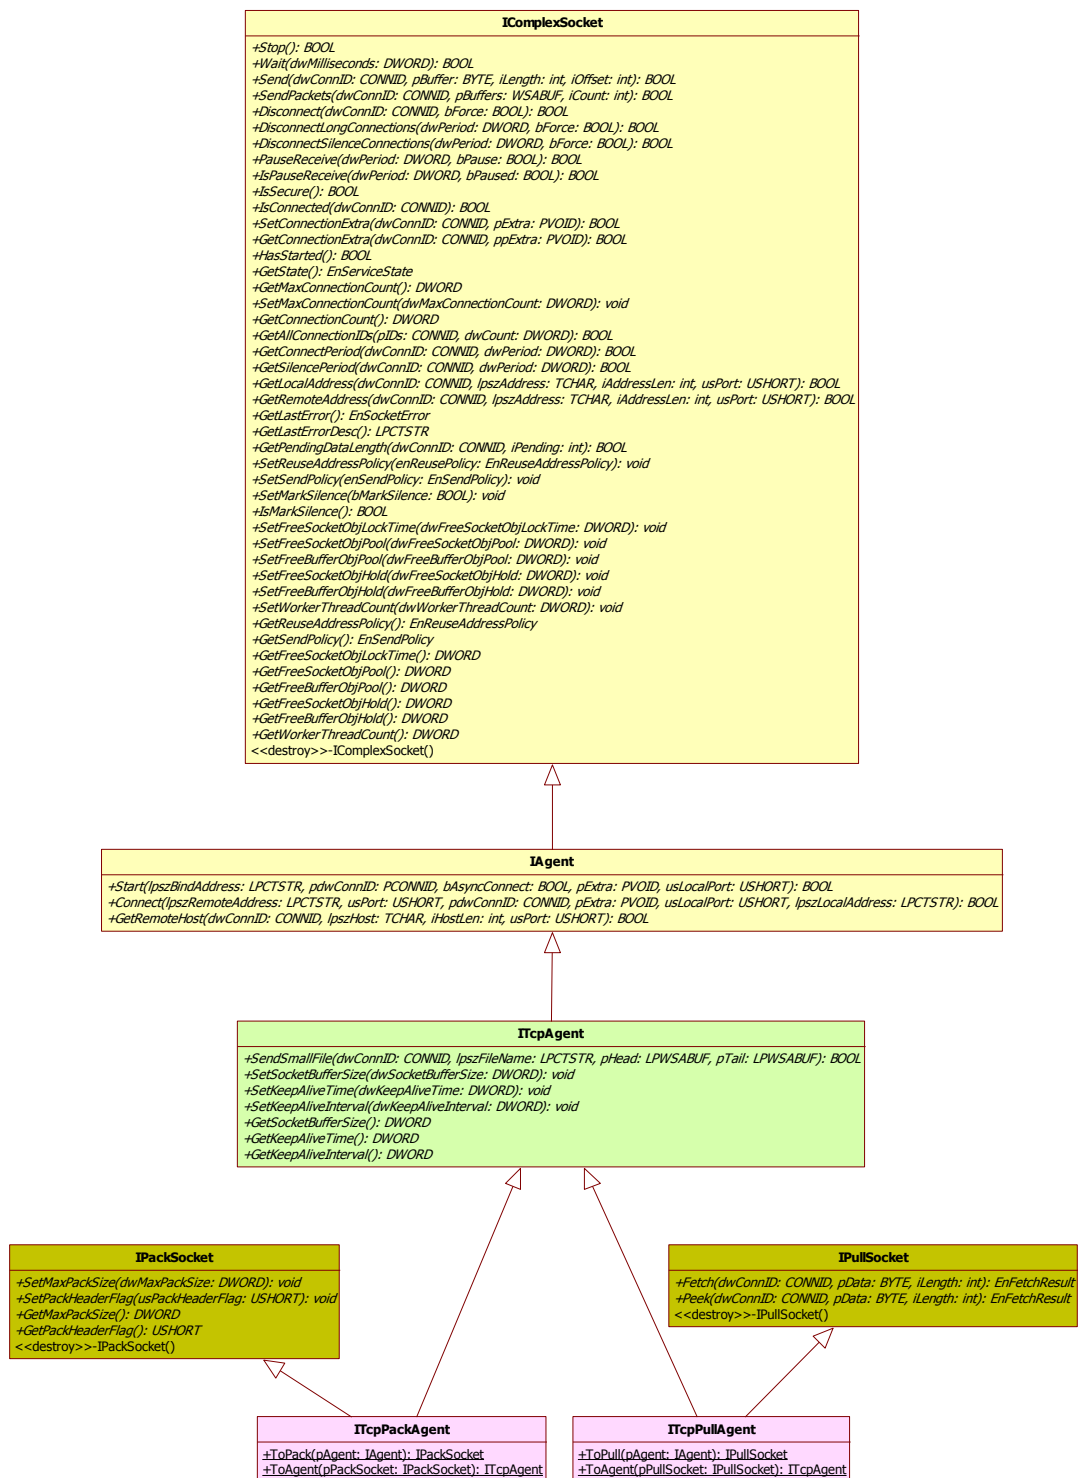 IComplexSocket
+Stop(): BOOL
+Wait(dwMilliseconds: DWORD): BOOL
+Send(dwConnID: CONNID, pBuffer: BYTE, iLength: int, iOffset: int): BOOL
+SendPackets(dwConnID: CONNID, pBuffers: WSABUF, iCount: int): BOOL
+Disconnect(dwConnID: CONNID, bForce: BOOL): BOOL
+DisconnectLongConnections(dwPeriod: DWORD, bForce: BOOL): BOOL
+DisconnectSilenceConnections(dwPeriod: DWORD, bForce: BOOL): BOOL
+PauseReceive(dwPeriod: DWORD, bPause: BOOL): BOOL
+IsPauseReceive(dwPeriod: DWORD, bPaused: BOOL): BOOL
+IsSecure(): BOOL
+IsConnected(dwConnID: CONNID): BOOL
+SetConnectionExtra(dwConnID: CONNID, pExtra: PVOID): BOOL
+GetConnectionExtra(dwConnID: CONNID, ppExtra: PVOID): BOOL
+HasStarted(): BOOL
+GetState(): EnServiceState
+GetMaxConnectionCount(): DWORD
+SetMaxConnectionCount(dwMaxConnectionCount: DWORD): void
+GetConnectionCount(): DWORD
+GetAllConnectionIDs(pIDs: CONNID, dwCount: DWORD): BOOL
+GetConnectPeriod(dwConnID: CONNID, dwPeriod: DWORD): BOOL
+GetSilencePeriod(dwConnID: CONNID, dwPeriod: DWORD): BOOL
+GetLocalAddress(dwConnID: CONNID, lpszAddress: TCHAR, iAddressLen: int, usPort: USHORT): BOOL
+GetRemoteAddress(dwConnID: CONNID, lpszAddress: TCHAR, iAddressLen: int, usPort: USHORT): BOOL
+GetLastError(): EnSocketError
+GetLastErrorDesc(): LPCTSTR
+GetPendingDataLength(dwConnID: CONNID, iPending: int): BOOL
+SetReuseAddressPolicy(enReusePolicy: EnReuseAddressPolicy): void
+SetSendPolicy(enSendPolicy: EnSendPolicy): void
+SetMarkSilence(bMarkSilence: BOOL): void
+IsMarkSilence(): BOOL
+SetFreeSocketObjLockTime(dwFreeSocketObjLockTime: DWORD): void
+SetFreeSocketObjPool(dwFreeSocketObjPool: DWORD): void
+SetFreeBufferObjPool(dwFreeBufferObjPool: DWORD): void
+SetFreeSocketObjHold(dwFreeSocketObjHold: DWORD): void
+SetFreeBufferObjHold(dwFreeBufferObjHold: DWORD): void
+SetWorkerThreadCount(dwWorkerThreadCount: DWORD): void
+GetReuseAddressPolicy(): EnReuseAddressPolicy
+GetSendPolicy(): EnSendPolicy
+GetFreeSocketObjLockTime(): DWORD
+GetFreeSocketObjPool(): DWORD
+GetFreeBufferObjPool(): DWORD
+GetFreeSocketObjHold(): DWORD
+GetFreeBufferObjHold(): DWORD
+GetWorkerThreadCount(): DWORD
<<destroy>>-IComplexSocket()
IAgent
+Start(lpszBindAddress: LPCTSTR, pdwConnID: PCONNID, bAsyncConnect: BOOL, pExtra: PVOID, usLocalPort: USHORT): BOOL
+Connect(lpszRemoteAddress: LPCTSTR, usPort: USHORT, pdwConnID: CONNID, pExtra: PVOID, usLocalPort: USHORT, lpszLocalAddress: LPCTSTR): BOOL
+GetRemoteHost(dwConnID: CONNID, lpszHost: TCHAR, iHostLen: int, usPort: USHORT): BOOL
ITcpAgent
+SendSmallFile(dwConnID: CONNID, lpszFileName: LPCTSTR, pHead: LPWSABUF, pTail: LPWSABUF): BOOL
+SetSocketBufferSize(dwSocketBufferSize: DWORD): void
+SetKeepAliveTime(dwKeepAliveTime: DWORD): void
+SetKeepAliveInterval(dwKeepAliveInterval: DWORD): void
+GetSocketBufferSize(): DWORD
+GetKeepAliveTime(): DWORD
+GetKeepAliveInterval(): DWORD
IPackSocket
+SetMaxPackSize(dwMaxPackSize: DWORD): void
+SetPackHeaderFlag(usPackHeaderFlag: USHORT): void
+GetMaxPackSize(): DWORD
+GetPackHeaderFlag(): USHORT
<<destroy>>-IPackSocket()
IPullSocket
+Fetch(dwConnID: CONNID, pData: BYTE, iLength: int): EnFetchResult
+Peek(dwConnID: CONNID, pData: BYTE, iLength: int): EnFetchResult
<<destroy>>-IPullSocket()
ITcpPackAgent
+ToPack(pAgent: IAgent): IPackSocket
+ToAgent(pPackSocket: IPackSocket): ITcpAgent
ITcpPullAgent
+ToPull(pAgent: IAgent): IPullSocket
+ToAgent(pPullSocket: IPullSocket): ITcpAgent